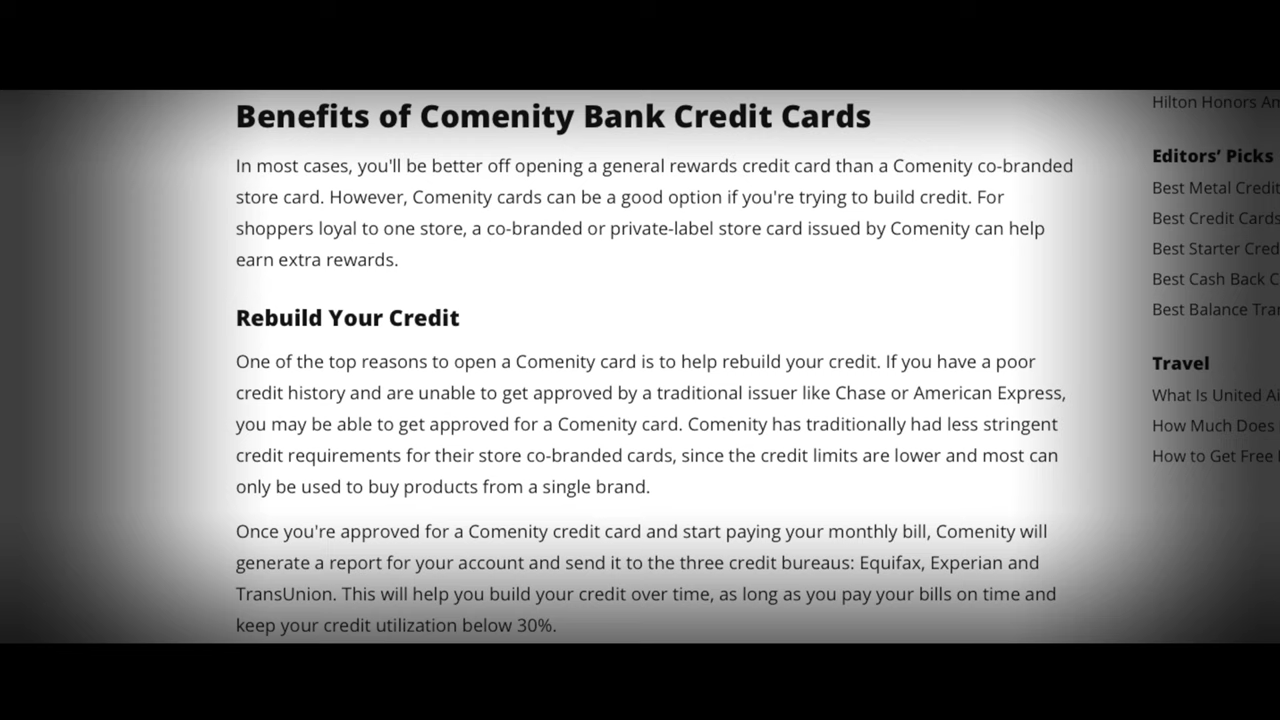 Benefits of Comenity Bank Credit Cards
In most cases, you'll be better off opening a general rewards credit card than a Comenity co-branded
store card. However, Comenity cards can be a good option if you're trying to build credit. For
shoppers loyal to one store, a co-branded or private-label store card issued by Comenity can help
earn extra rewards.
Rebuild Your Credit
One of the top reasons to open a Comenity card is to help rebuild your credit. If you have a poor
credit history and are unable to get approved by a traditional issuer like Chase or American Express,
you may be able to get approved for a Comenity card. Comenity has traditionally had less stringent
credit requirements for their store co-branded cards, since the credit limits are lower and most can
only be used to buy products from a single brand.
Once you're approved for a Comenity credit card and start paying your monthly bill, Comenity will
generate a report for your account and send it to the three credit bureaus: Equifax, Experian and
TransUnion. This will help you build your credit over time, as long as you pay your bills on time and
keep your credit utilization below 30%.
Hilton Honors Am
Editors’ Picks
Best Metal Credit
Best Credit Cards
Best Starter Cred
Best Cash Back C
Best Balance Tra
Travel
What Is United Ai
How Much Does
How to Get Free